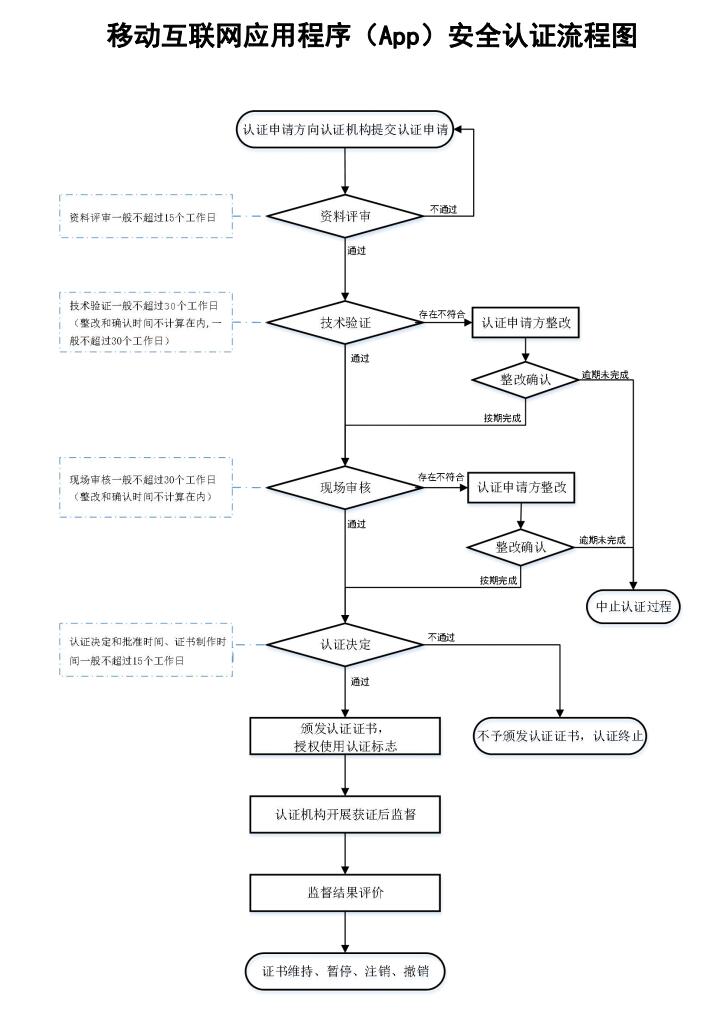 移动互联网应用程序（App）安全认证流程图
认证申请方向认证机构提交认证申请
资料评审一般不超过15个工作日
资料评审
不通过
通过
技术验证一般不超过30个工作日
（整改和确认时间不计算在内,一
般不超过30个工作日）
技术验证
存在不符合
认证申请方整改
通过
整改确认
逾期未完成
按期完成
现场审核一般不超过30个工作日
（整改和确认时间不计算在内）
现场审核
存在不符合
认证申请方整改
通过
整改确认
逾期未完成
按期完成
中止认证过程
认证决定和批准时间、证书制作时
间一般不超过15个工作日
认证决定
不通过
通过
颁发认证证书，
授权使用认证标志
不予颁发认证证书，认证终止
认证机构开展获证后监督
监督结果评价
证书维持、暂停、注销、撤销